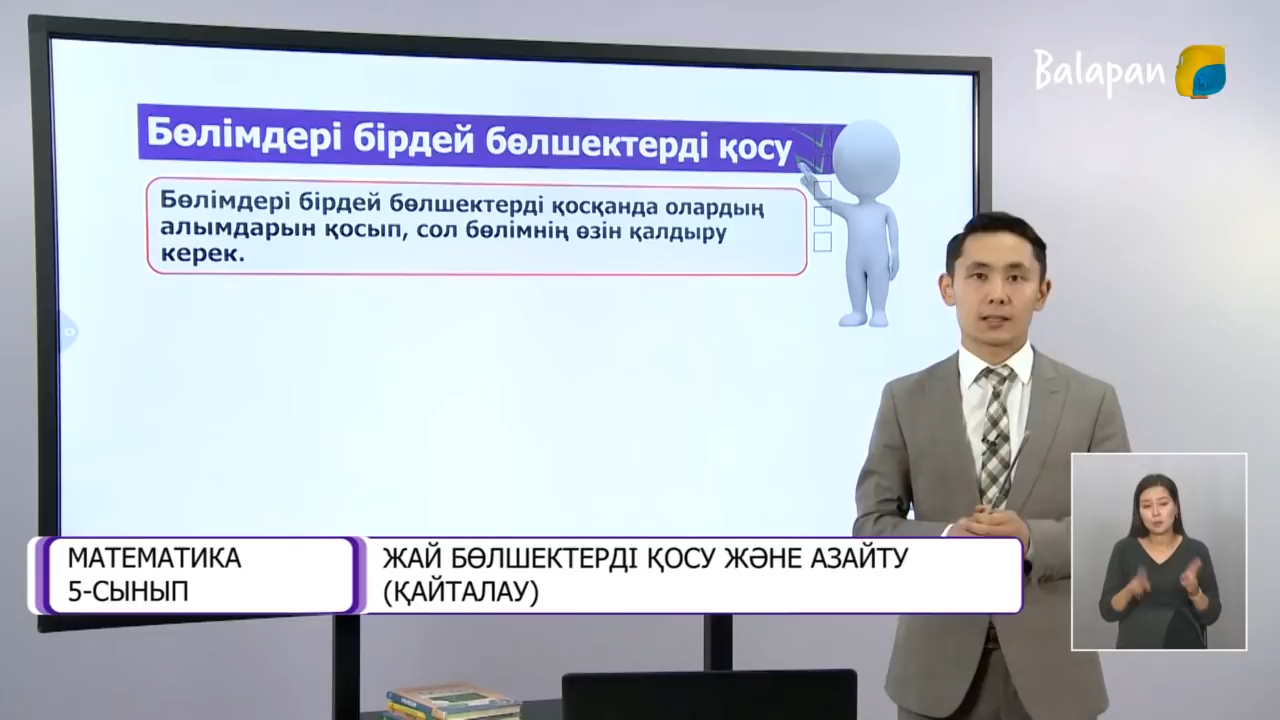 Balapan
Бөлімдері бірдей бөлшектерді қосу
Бөлімдері бірдей бөлшектерді қосқанда олардың
алымдарын қосып, сол бөлімнің өзін қалдыру
керек.
МАТЕМАТИКА
5-СЫНЫП
ЖАЙ БӨЛШЕКТЕРДІ ҚОСУ ЖӘНЕ АЗАЙТУ
(ҚАЙТАЛАУ)